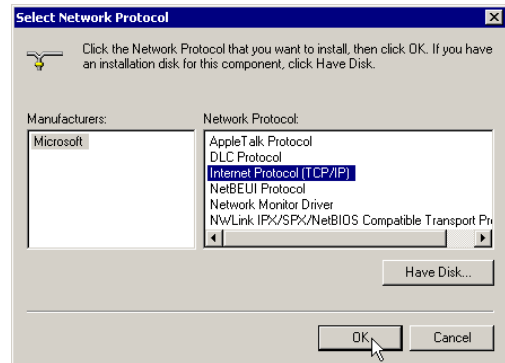 Select Network Protocol
Click the Network Protocol that you want to install, then click OK. If you have
an installation disk for this component, click Have Disk.
Manufacturers:
Microsoft
Network Protocol:
AppleTalk Protocol
DLC Protocol
Internet Protocol (TCP/IP)
NetBEUI Protocol
Network Monitor Driver
NWLink IPX/SPX/NetBIOS Compatible Transport Pr
Have Disk...
OK
Cancel